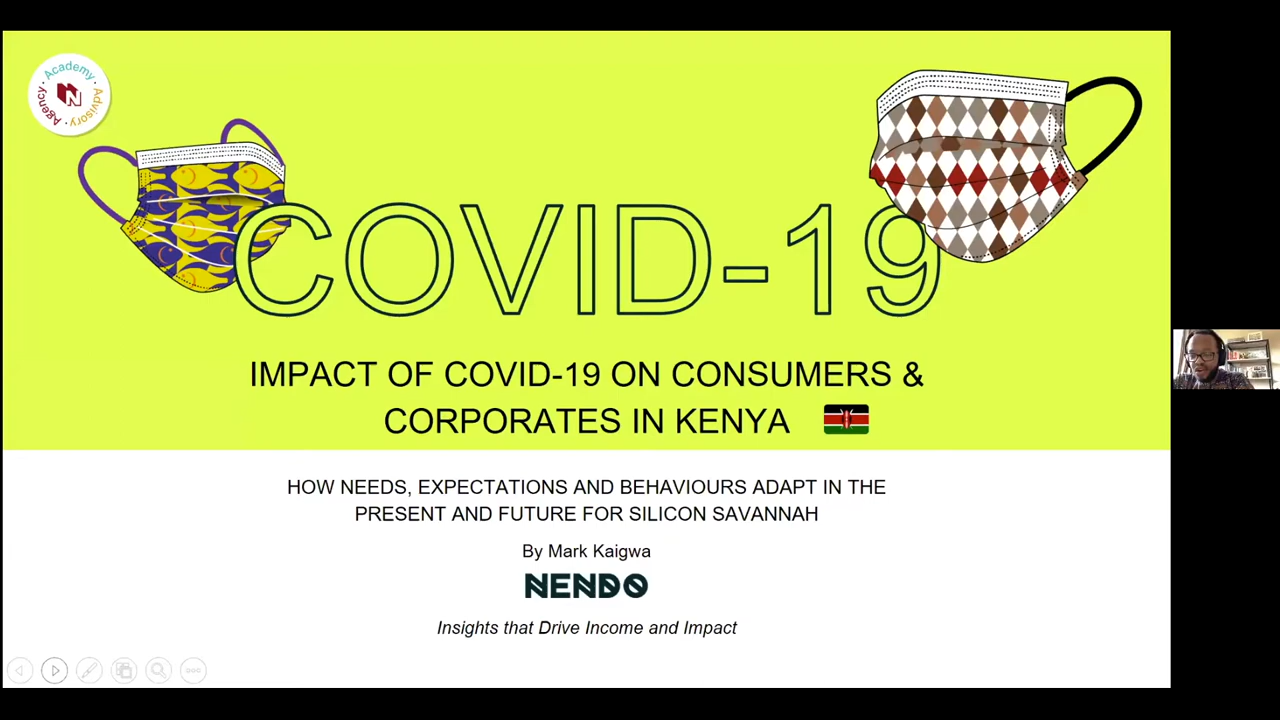 Academy · Advisory · Agency ·
COVID-19
IMPACT OF COVID-19 ON CONSUMERS &
CORPORATES IN KENYA
HOW NEEDS, EXPECTATIONS AND BEHAVIOURS ADAPT IN THE
PRESENT AND FUTURE FOR SILICON SAVANNAH
By Mark Kaigwa
NENDO
Insights that Drive Income and Impact